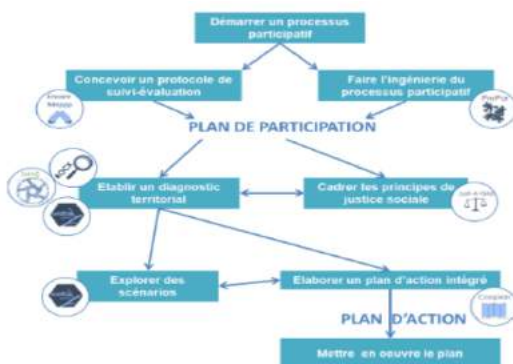 Démarrer un processus
participatif
Concevoir un protocole de
suivi-évaluation
Faire l'ingénierie du
processus participatif
PLAN DE PARTICIPATION
Etablir un diagnostic
territorial
Cadrer les principes de
justice sociale
Explorer des
scénarios
Elaborer un plan d'action intégré
PLAN D'ACTION
Mettre en oeuvre le plan